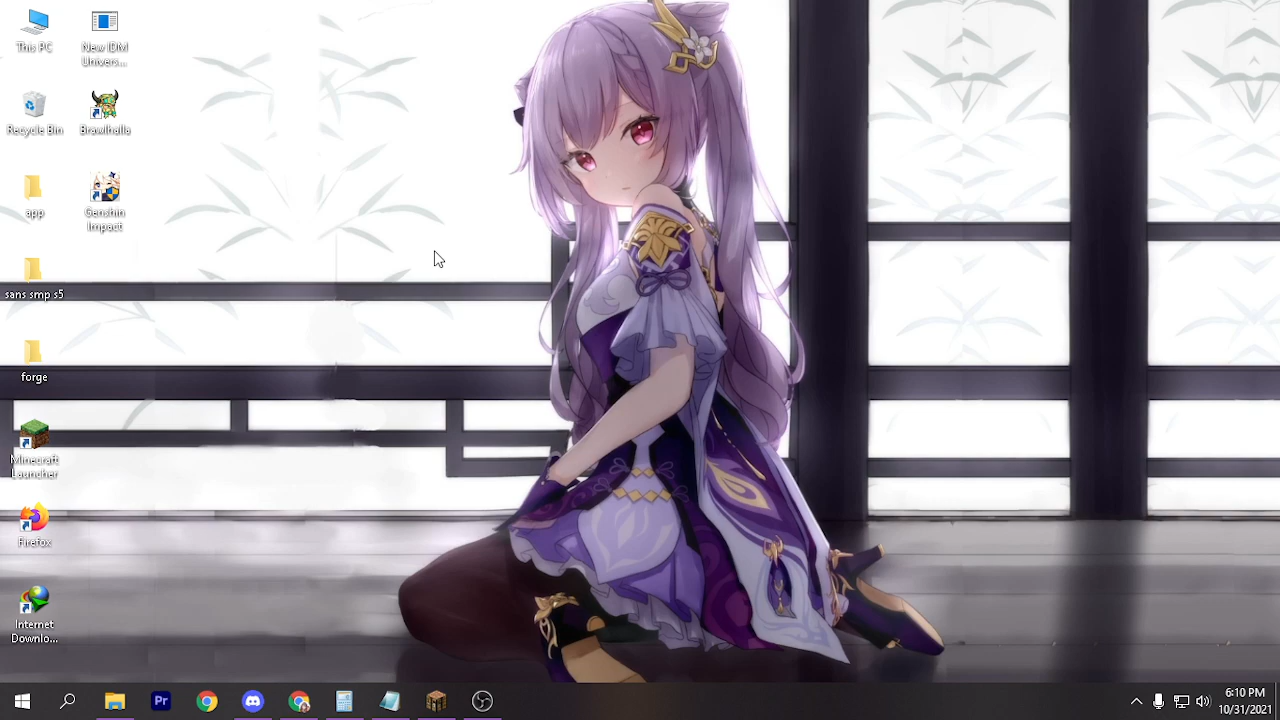 This PC
New IDM
Univers...
Recycle Bin
Brawlhalla
app
Genshin
Impact
sans smp s5
forge
Minecraft
Launcher
Firefox
Internet
Downlo...
Pr
6:10 PM
10/31/2021